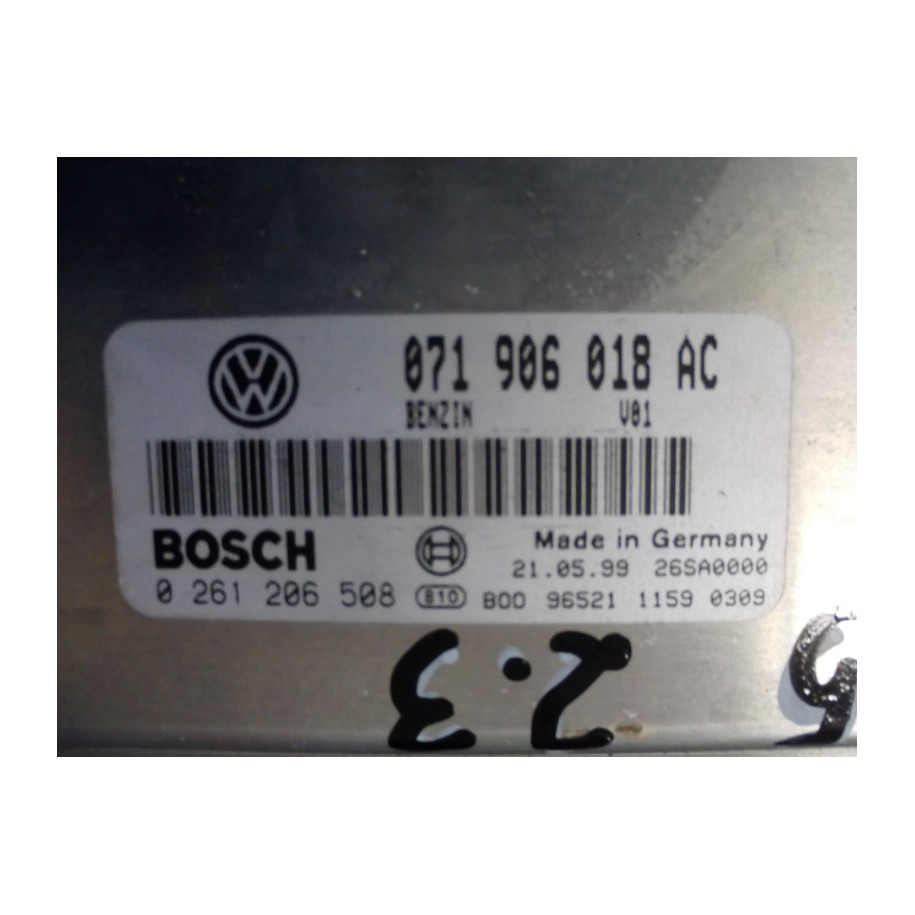 071 906 018 AC
BENZIN V01
BOSCH Made in Germany
21.05.99 26SA0000
0 261 206 508 810 B00 96521 1159 0309
2.3
5